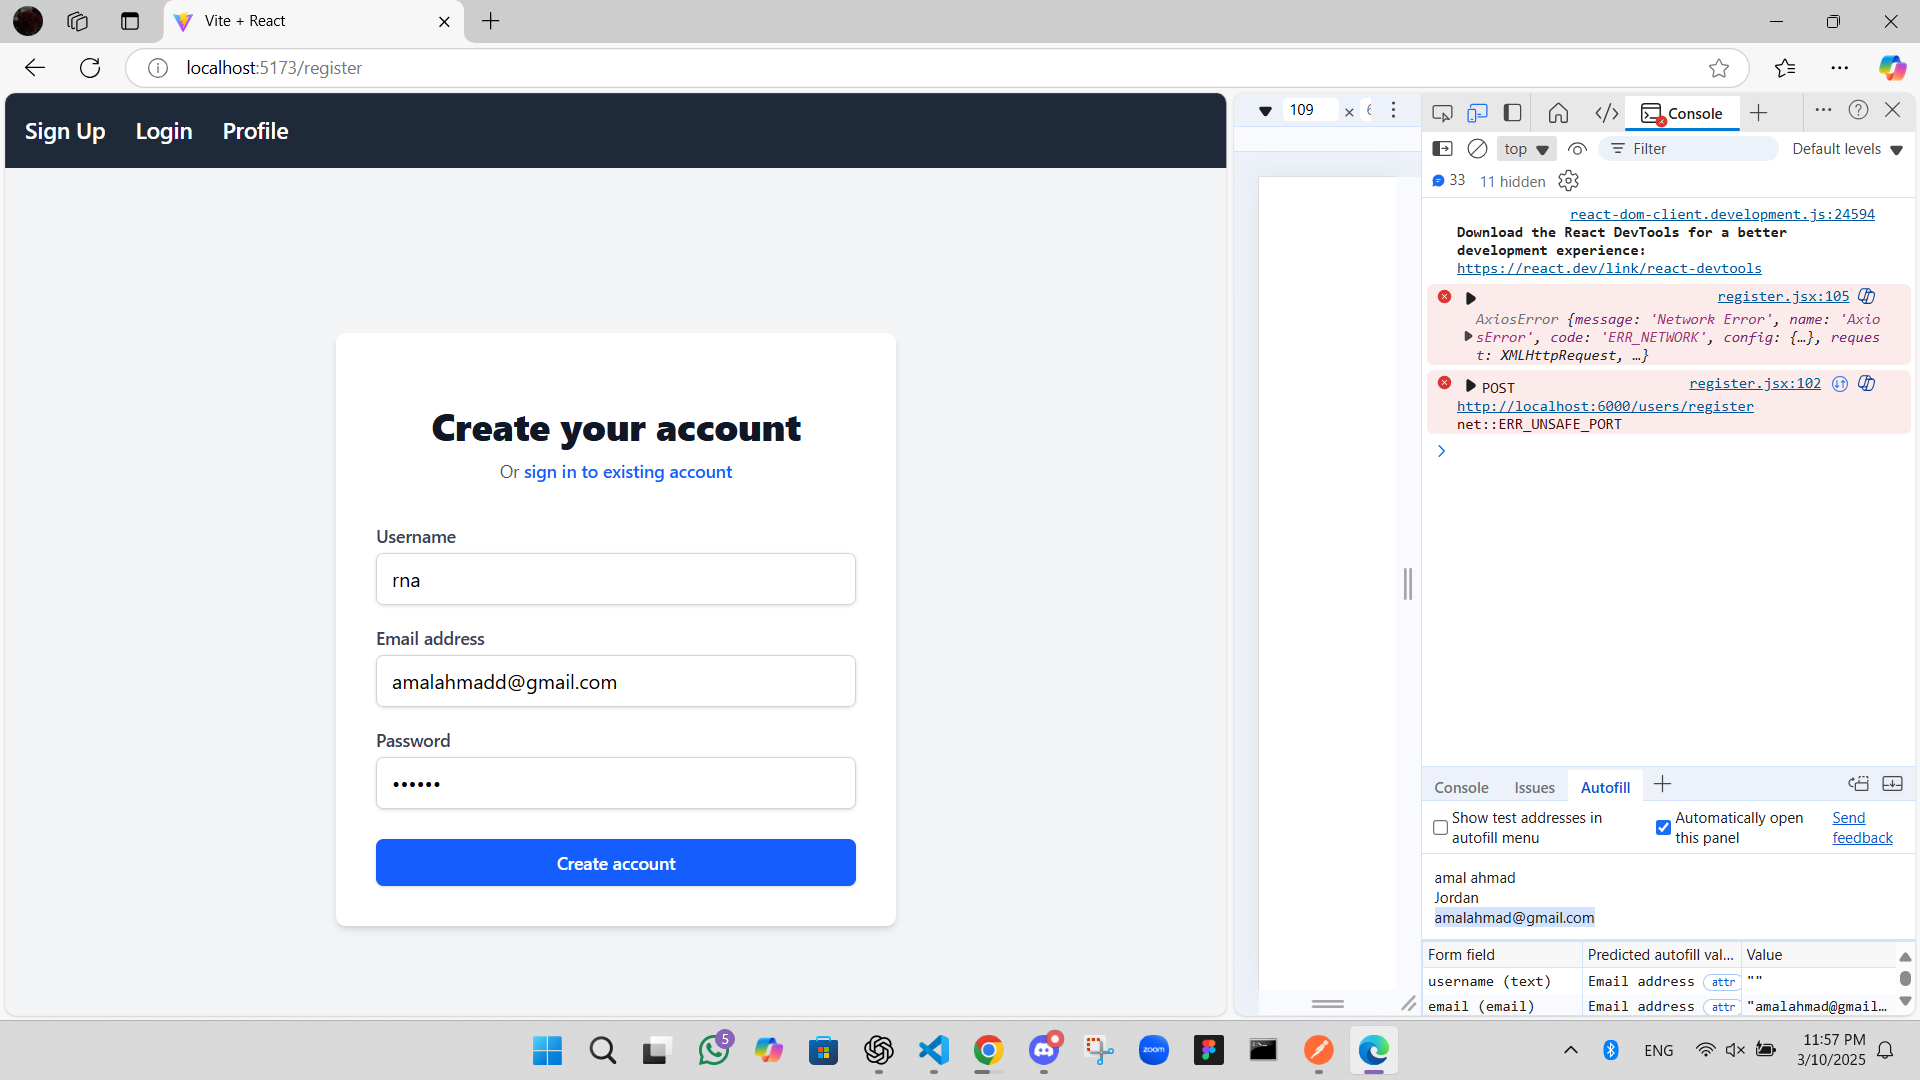 Vite + React
localhost:5173/register
Sign Up Login Profile
Create your account
Or sign in to existing account
Username
rna
Email address
amalahmadd@gmail.com
Password
••••••
Create account
109 ×
Console
top
Filter
Default levels
33 11 hidden
react-dom-client.development.js:24594
Download the React DevTools for a better
development experience:
https://react.dev/link/react-devtools
register.jsx:105
AxiosError {message: 'Network Error', name: 'Axio
sError', code: 'ERR_NETWORK', config: {…}, reques
t: XMLHttpRequest, …}
register.jsx:102
POST
http://localhost:6000/users/register
net::ERR_UNSAFE_PORT
Console Issues Autofill
Show test addresses in
autofill menu
Automatically open
this panel
Send
feedback
amal ahmad
Jordan
amalahmad@gmail.com
Form field Predicted autofill val... Value
username (text) Email address attr ""
email (email) Email address attr "amalahmad@gmail...
5
zoom
ENG
11:57 PM
3/10/2025